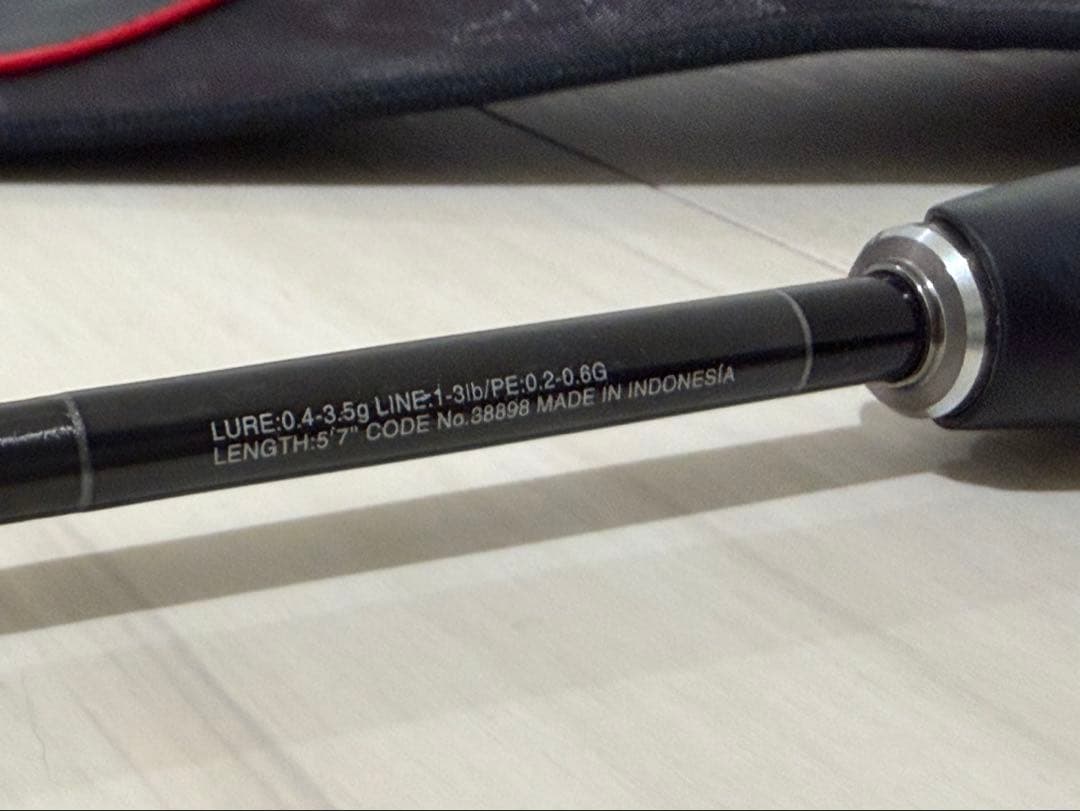 LURE:0.4-3.5g LINE:1-3lb/PE:0.2-0.6G
LENGTH:5'7" CODE No.38898 MADE IN INDONESIA